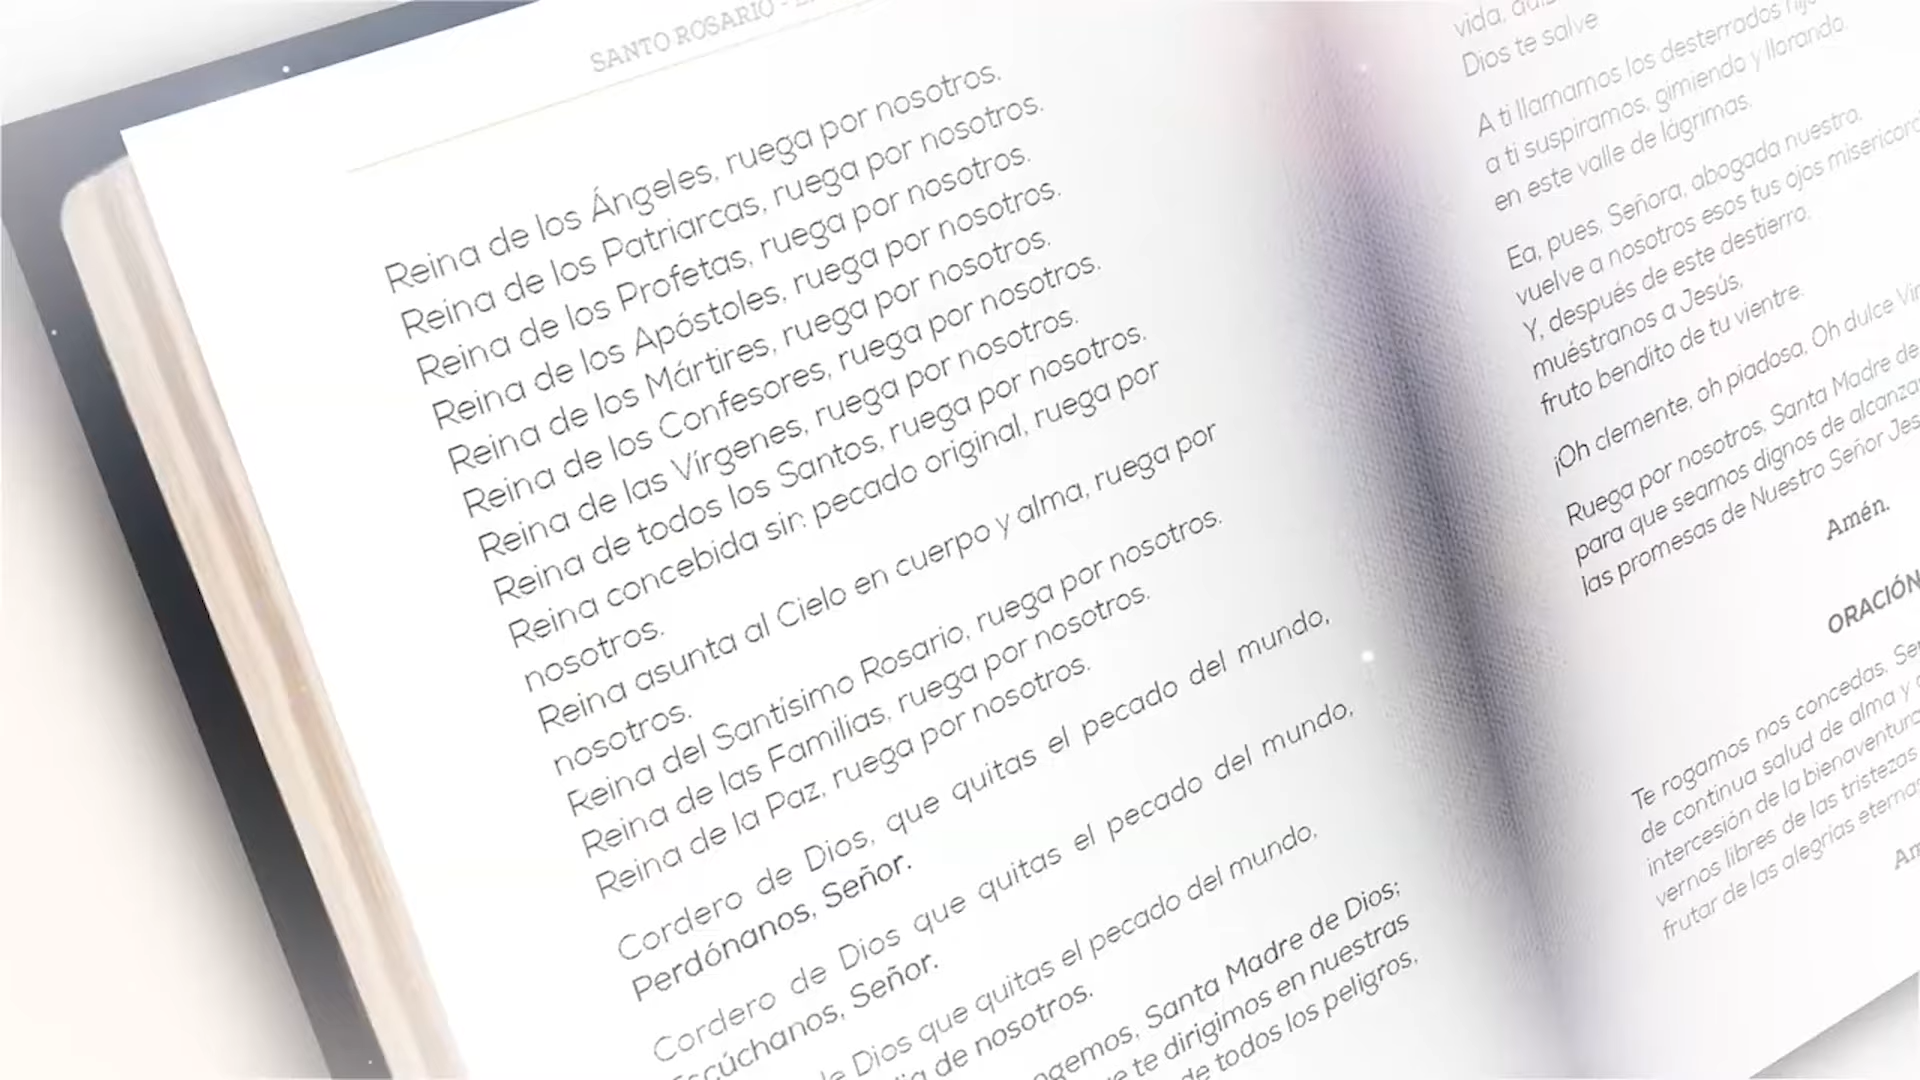 SANTO ROSARIO -
Reina de los Ángeles, ruega por nosotros.
Reina de los Patriarcas, ruega por nosotros.
Reina de los Profetas, ruega por nosotros.
Reina de los Apóstoles, ruega por nosotros.
Reina de los Mártires, ruega por nosotros.
Reina de los Confesores, ruega por nosotros.
Reina de las Vírgenes, ruega por nosotros.
Reina de todos los Santos, ruega por nosotros.
Reina concebida sin pecado original, ruega por
nosotros.
Reina asunta al Cielo en cuerpo y alma, ruega por
nosotros.
Reina del Santísimo Rosario, ruega por nosotros.
Reina de las Familias, ruega por nosotros.
Reina de la Paz, ruega por nosotros.
Cordero de Dios, que quitas el pecado del mundo,
Perdónanos, Señor.
Cordero de Dios que quitas el pecado del mundo,
Escúchanos, Señor.
de Dios que quitas el pecado del mundo,
de nosotros.
Santa Madre de Dios;
te dirigimos en nuestras
de todos los peligros,
vida,
Dios te salve
A ti llamamos los desterrados
a ti suspiramos, gimiendo y llorando,
en este valle de lágrimas.
Ea, pues, Señora, abogada nuestra,
vuelve a nosotros esos tus ojos
Y, después de este destierro,
muéstranos a Jesús,
fruto bendito de tu vientre.
¡Oh clemente, oh piadosa, Oh dulce
Ruega por nosotros, Santa Madre de
para que seamos dignos de
las promesas de Nuestro Señor
Amén.
ORACIÓN
Te rogamos nos concedas,
de continua salud de alma y
intercesión de la
vernos libres de las tristezas
frutar de las alegrías